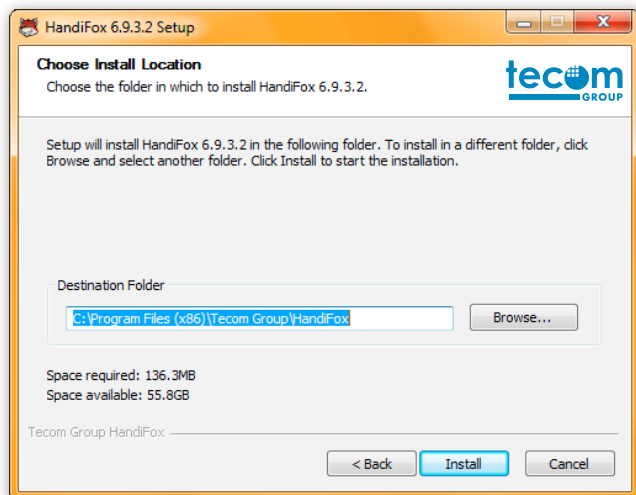 HandiFox 6.9.3.2 Setup
Choose Install Location
Choose the folder in which to install HandiFox 6.9.3.2.
tecom
GROUP
Setup will install HandiFox 6.9.3.2 in the following folder. To install in a different folder, click
Browse and select another folder. Click Install to start the installation.
Destination Folder
C:\Program Files (x86)\Tecom Group\HandiFox
Browse...
Space required: 136.3MB
Space available: 55.8GB
Tecom Group HandiFox
< Back
Install
Cancel